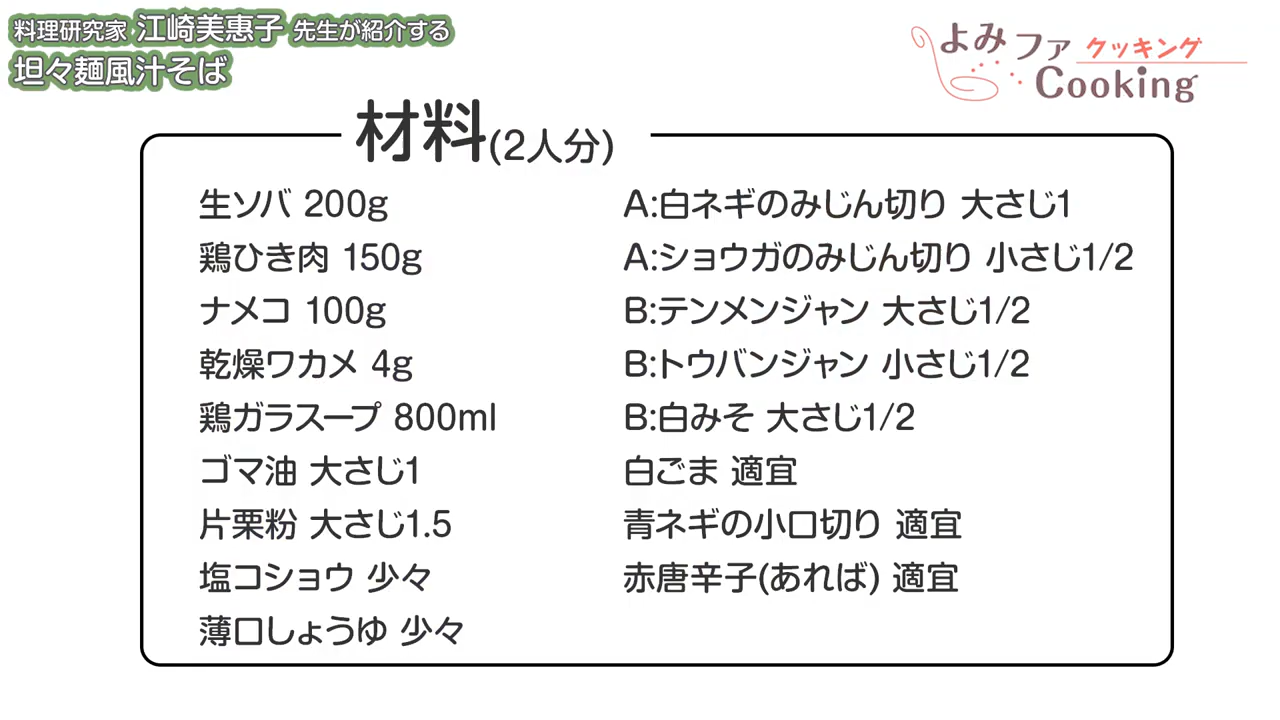 料理研究家 江崎美恵子 先生が紹介する
坦々麺風汁そば
よみファクッキング
Cooking
材料(2人分)
生ソバ 200g
鶏ひき肉 150g
ナメコ 100g
乾燥ワカメ 4g
鶏ガラスープ 800ml
ゴマ油 大さじ1
片栗粉 大さじ1.5
塩コショウ 少々
薄口しょうゆ 少々
A:白ネギのみじん切り 大さじ1
A:ショウガのみじん切り 小さじ1/2
B:テンメンジャン 大さじ1/2
B:トウバンジャン 小さじ1/2
B:白みそ 大さじ1/2
白ごま 適宜
青ネギの小口切り 適宜
赤唐辛子(あれば) 適宜